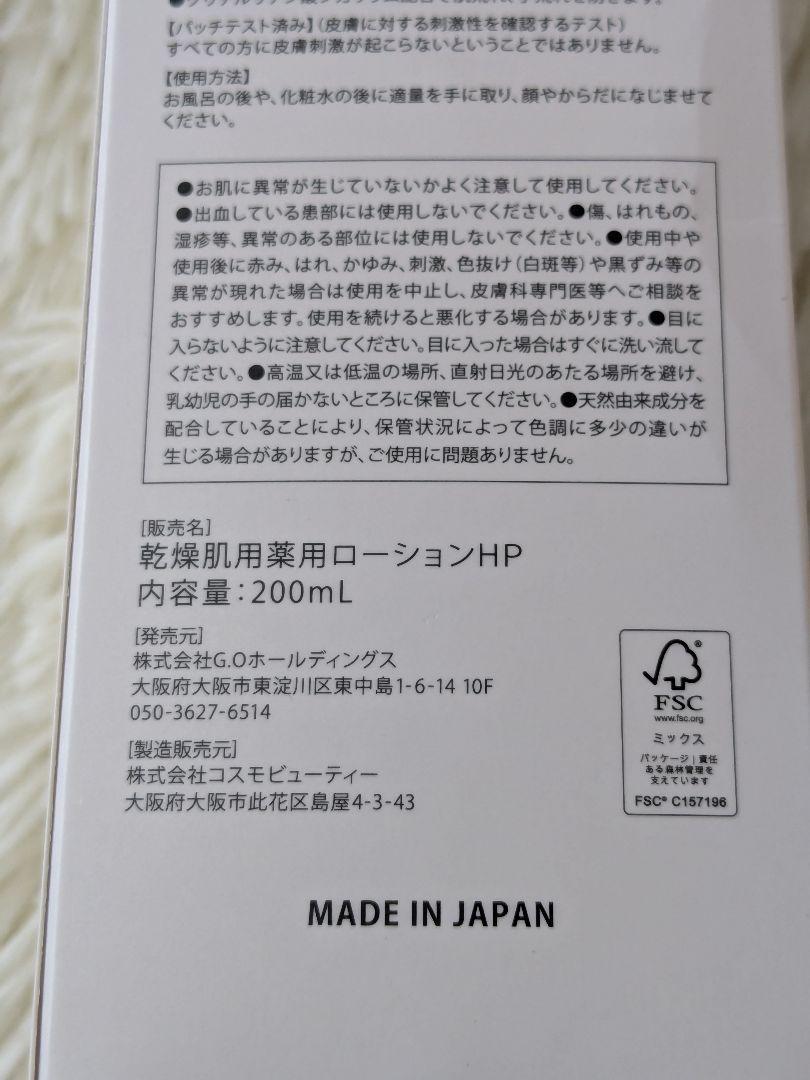 【パッチテスト済み】(皮膚に対する刺激性を確認するテスト)
すべての方に皮膚刺激が起こらないということではありません。
【使用方法】
お風呂の後や、化粧水の後に適量を手に取り、顔やからだになじませて
ください。
●お肌に異常が生じていないかよく注意して使用してください。
●出血している患部には使用しないでください。●傷、はれもの、
湿疹等、異常のある部位には使用しないでください。●使用中や
使用後に赤み、はれ、かゆみ、刺激、色抜け(白斑等)や黒ずみ等の
異常が現れた場合は使用を中止し、皮膚科専門医等へご相談を
おすすめします。使用を続けると悪化する場合があります。●目に
入らないように注意してください。目に入った場合はすぐに洗い流して
ください。●高温又は低温の場所、直射日光のあたる場所を避け、
乳幼児の手の届かないところに保管してください。●天然由来成分を
配合していることにより、保管状況によって色調に多少の違いが
生じる場合がありますが、ご使用に問題ありません。
[販売名]
乾燥肌用薬用ローションHP
内容量：200mL
[発売元]
株式会社G.Oホールディングス
大阪府大阪市東淀川区東中島1-6-14 10F
050-3627-6514
[製造販売元]
株式会社コスモビューティー
大阪府大阪市此花区島屋4-3-43
®
FSC
www.fsc.org
ミックス
パッケージ｜責任
ある森林管理を
支えています
FSC® C157196
MADE IN JAPAN